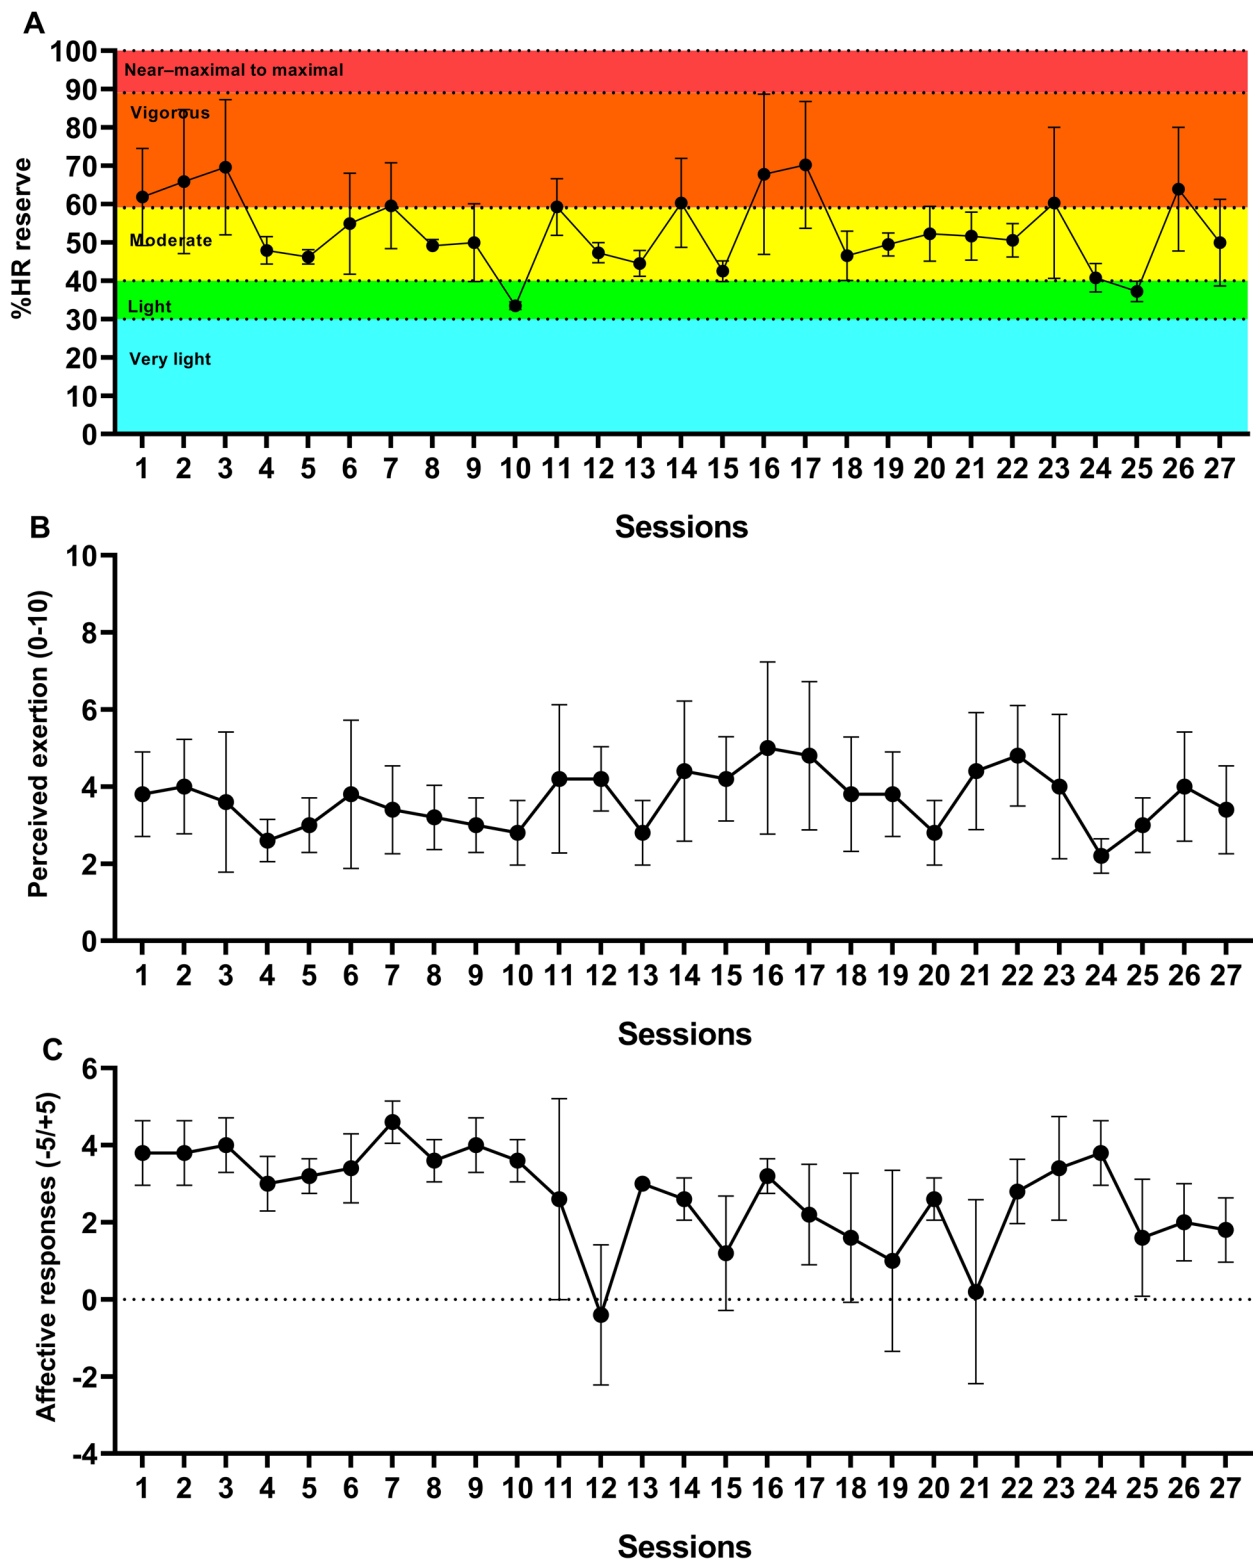 A
%HR reserve
100
90
80
70
60
50
40
30
20
10
0
Near–maximal to maximal
Vigorous
Moderate
Light
Very light
1 2 3 4 5 6 7 8 9 10 11 12 13 14 15 16 17 18 19 20 21 22 23 24 25 26 27
Sessions
B
Perceived exertion (0-10)
10
8
6
4
2
0
1 2 3 4 5 6 7 8 9 10 11 12 13 14 15 16 17 18 19 20 21 22 23 24 25 26 27
Sessions
C
Affective responses (-5/+5)
6
4
2
0
-2
-4
1 2 3 4 5 6 7 8 9 10 11 12 13 14 15 16 17 18 19 20 21 22 23 24 25 26 27
Sessions